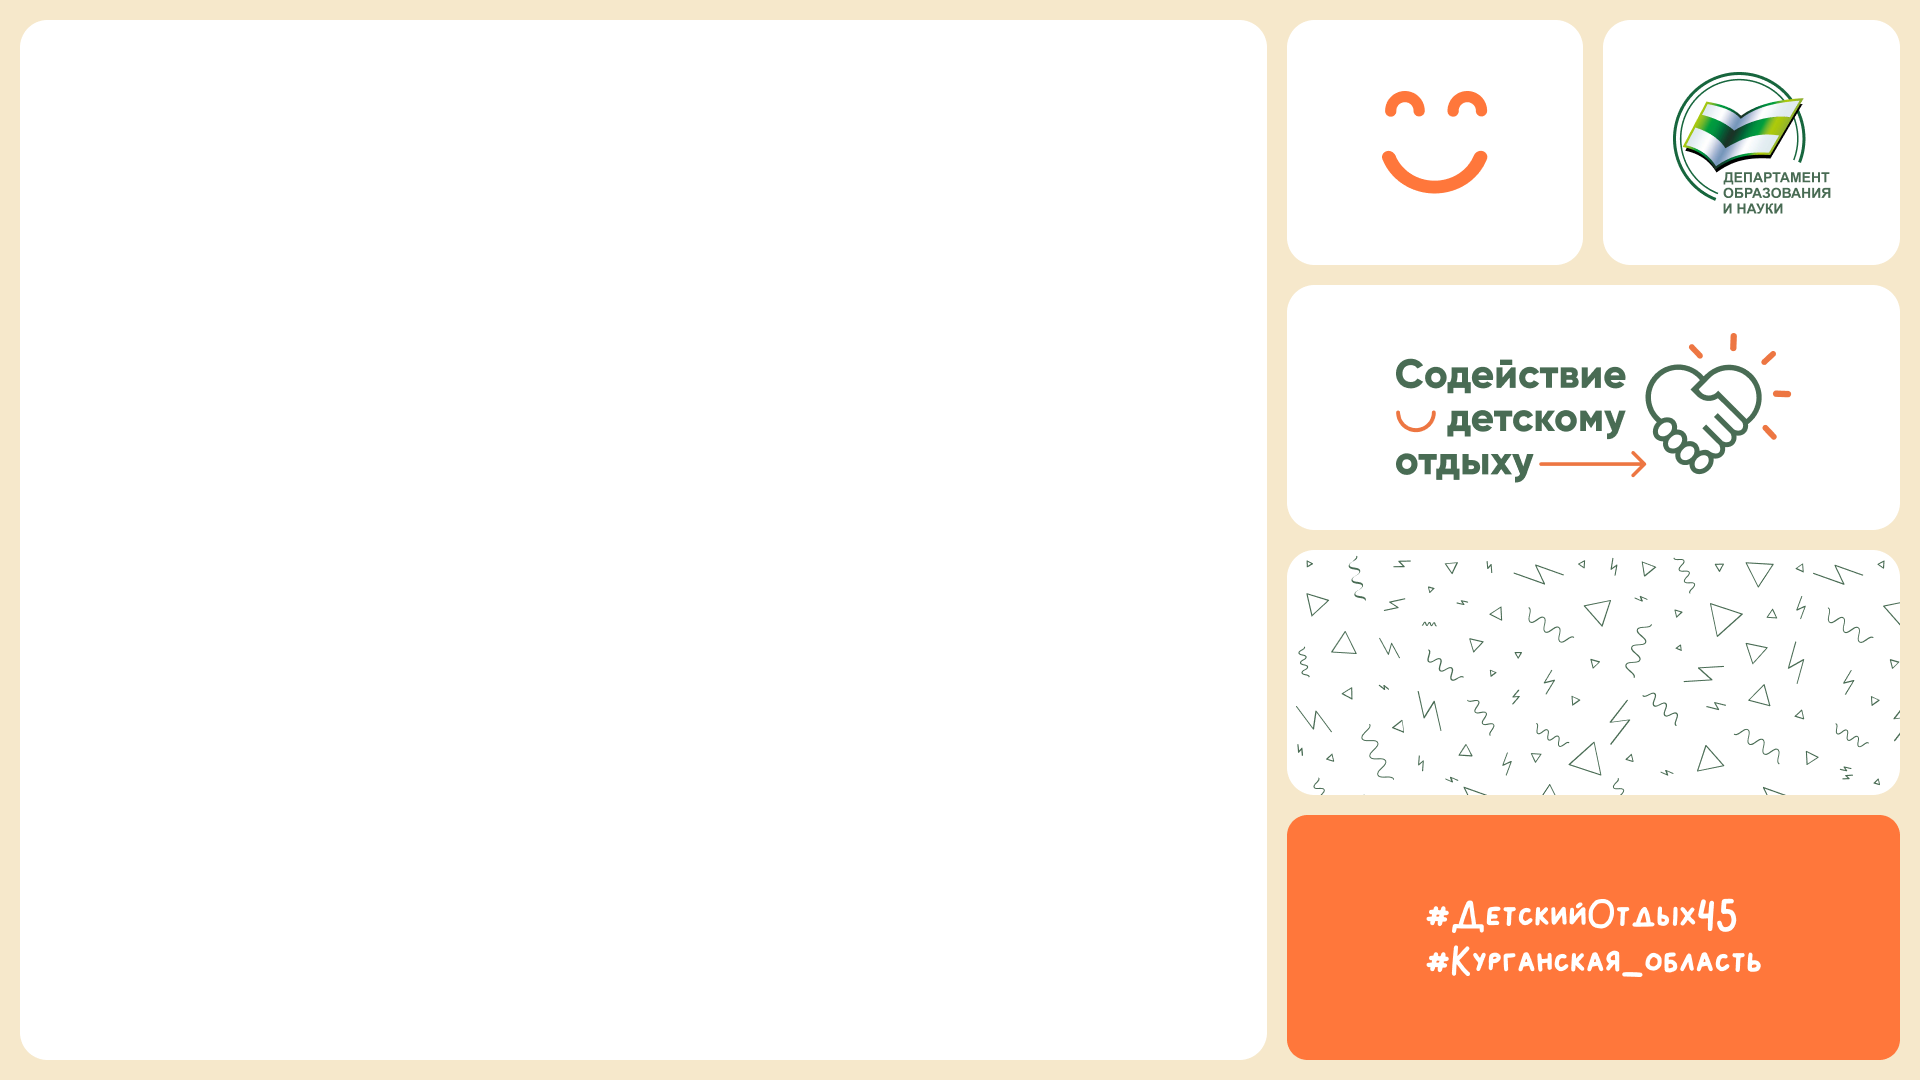 ДЕПАРТАМЕНТ
ОБРАЗОВАНИЯ
И НАУКИ
Содействие
детскому
отдыху
#ДетскийОтдых45
#Курганская_область